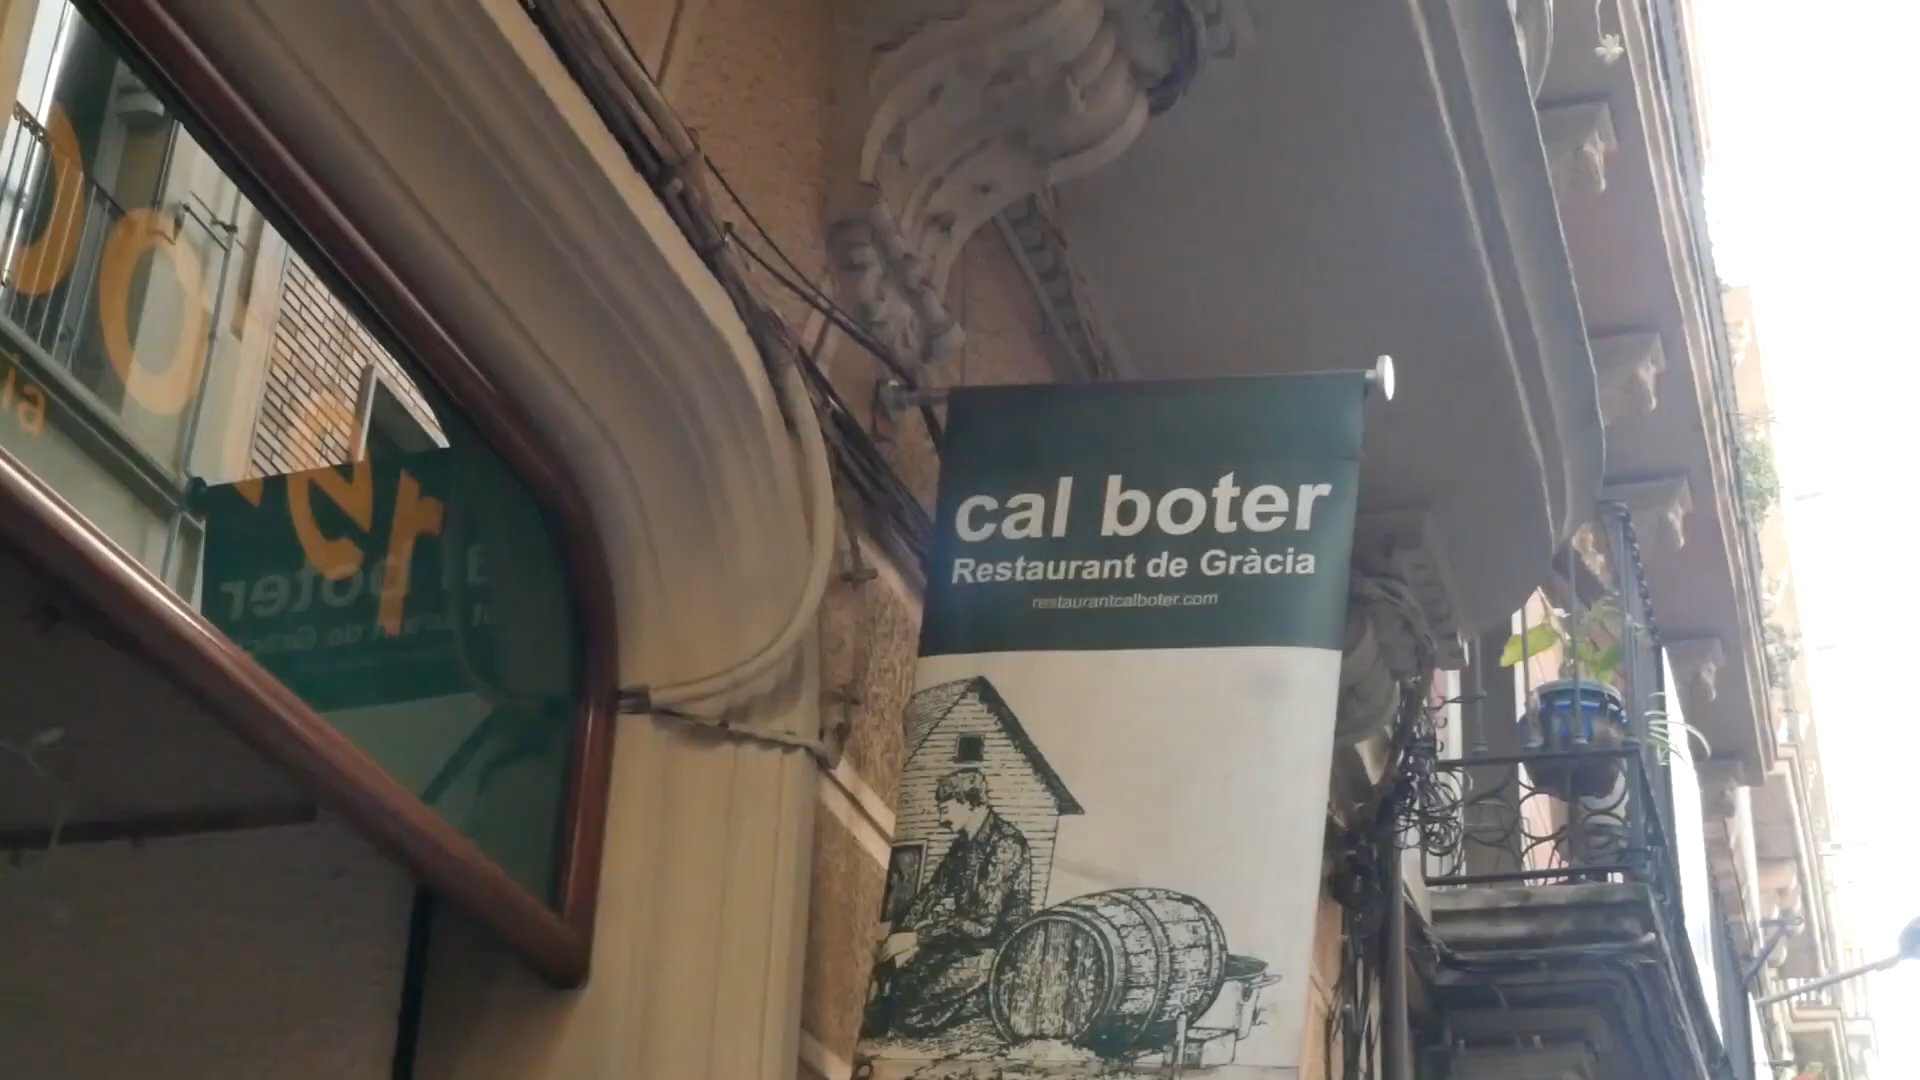 cal boter
Restaurant de Gràcia
restaurantcalboter.com